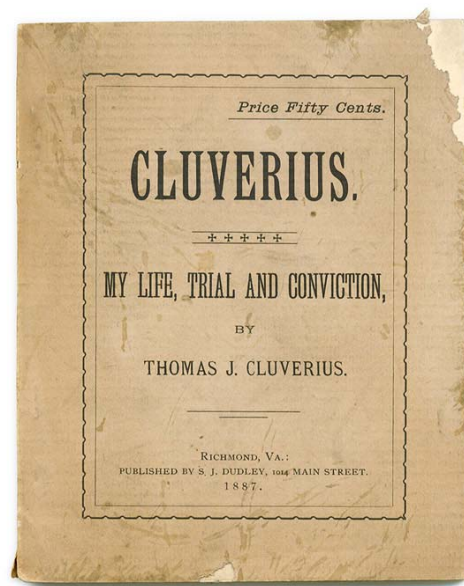 Price Fifty Cents.
CLUVERIUS.
MY LIFE, TRIAL AND CONVICTION,
BY
THOMAS J. CLUVERIUS.
RICHMOND, VA.:
PUBLISHED BY S. J. DUDLEY, 1014 MAIN STREET.
1887.